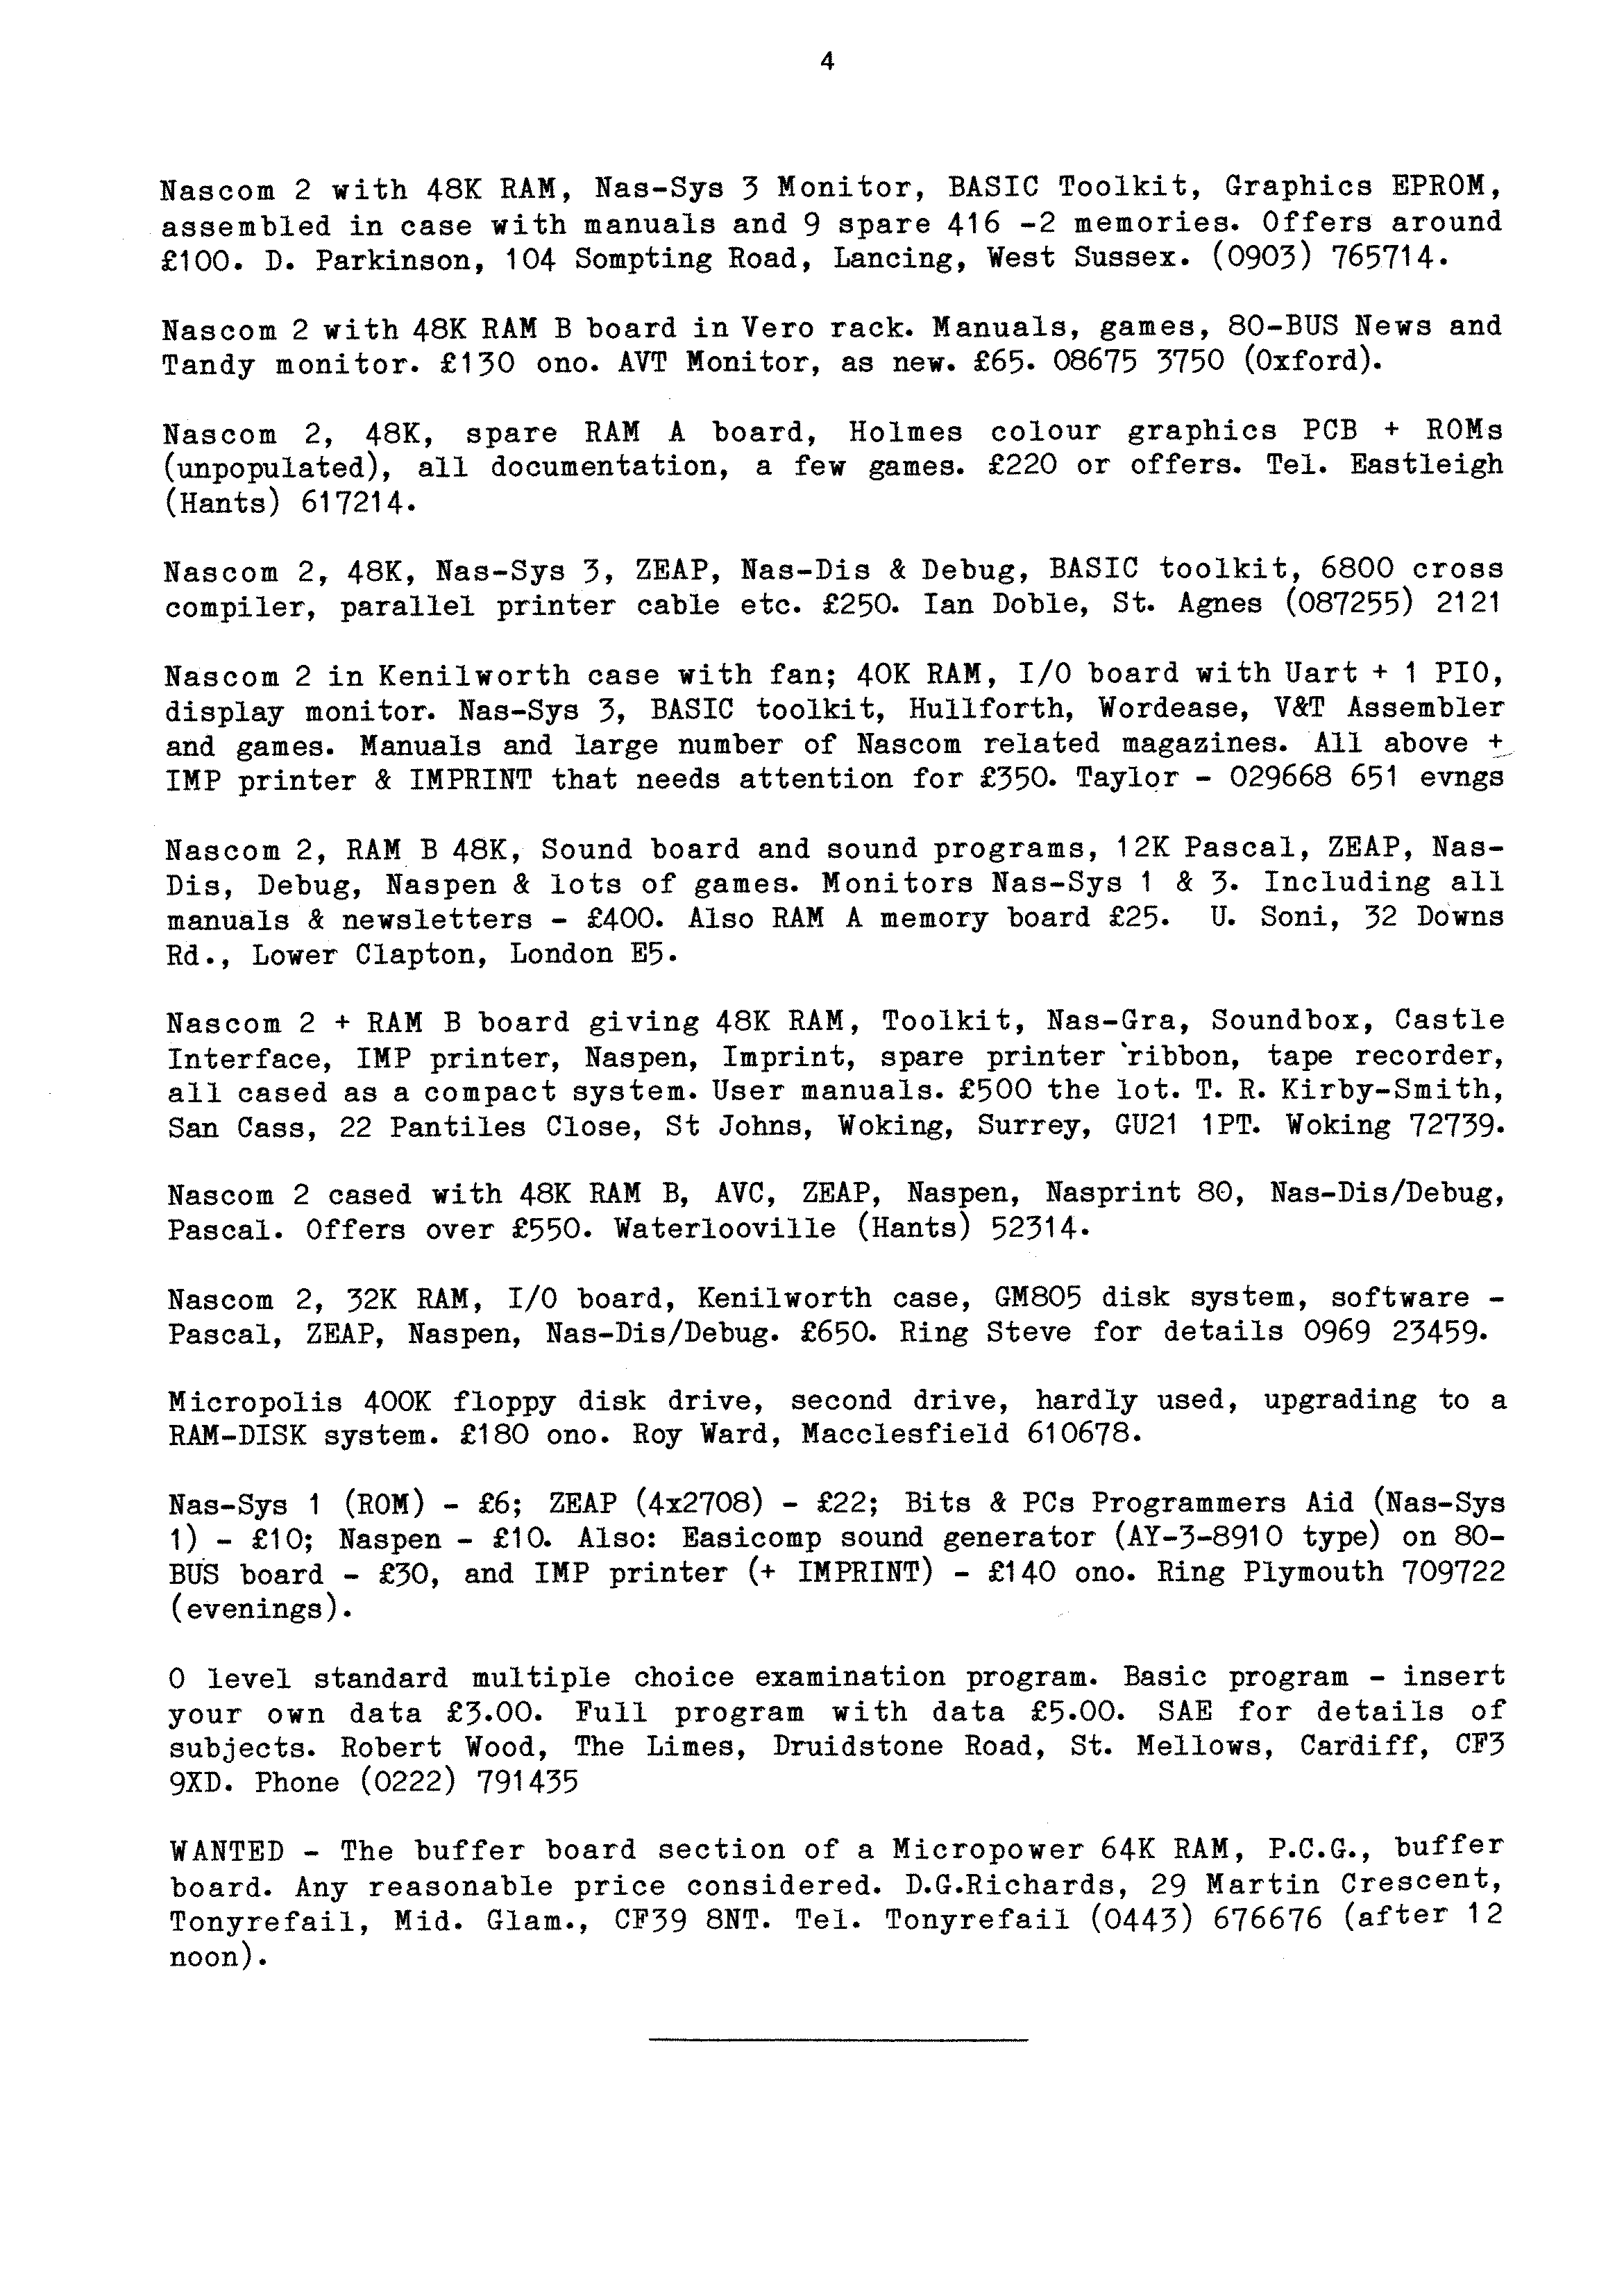 4
Nascom 2 with 48K RAM, Nas-Sys 3 Monitor, BASIC Toolkit, Graphics EPROM,
assembled in case with manuals and 9 spare 416 -2 memories. Offers around
£100. D. Parkinson, 104 Sompting Road, Lancing, West Sussex. (0903) 765714.
Nascom 2 with 48K RAM B board in Vero rack. Manuals, games, 80-BUS News and
Tandy monitor. £130 ono. AVT Monitor, as new. £65. 08675 3750 (Oxford).
Nascom 2, 48K, spare RAM A board, Holmes colour graphics PCB + ROMs
(unpopulated), all documentation, a few games. £220 or offers. Tel. Eastleigh
(Hants) 617214.
Nascom 2, 48K, Nas-Sys 3, ZEAP, Nas-Dis & Debug, BASIC toolkit, 6800 cross
compiler, parallel printer cable etc. £250. Ian Doble, St. Agnes (087255) 2121
Nascom 2 in Kenilworth case with fan; 40K RAM, I/O board with Uart + 1 PIO,
display monitor. Nas-Sys 3, BASIC toolkit, Hullforth, Wordease, V&T Assembler
and games. Manuals and large number of Nascom related magazines. All above +
IMP printer & IMPRINT that needs attention for £350. Taylor - 029668 651 evngs
Nascom 2, RAM B 48K, Sound board and sound programs, 12K Pascal, ZEAP, Nas-
Dis, Debug, Naspen & lots of games. Monitors Nas-Sys 1 & 3. Including all
manuals & newsletters - £400. Also RAM A memory board £25. U. Soni, 32 Downs
Rd., Lower Clapton, London E5.
Nascom 2 + RAM B board giving 48K RAM, Toolkit, Nas-Gra, Soundbox, Castle
Interface, IMP printer, Naspen, Imprint, spare printer ribbon, tape recorder,
all cased as a compact system. User manuals. £500 the lot. T. R. Kirby-Smith,
San Cass, 22 Pantiles Close, St Johns, Woking, Surrey, GU21 1PT. Woking 72739.
Nascom 2 cased with 48K RAM B, AVC, ZEAP, Naspen, Nasprint 80, Nas-Dis/Debug,
Pascal. Offers over £550. Waterlooville (Hants) 52314.
Nascom 2, 32K RAM, I/O board, Kenilworth case, GM805 disk system, software -
Pascal, ZEAP, Naspen, Nas-Dis/Debug. £650. Ring Steve for details 0969 23459.
Micropolis 400K floppy disk drive, second drive, hardly used, upgrading to a
RAM-DISK system. £180 ono. Roy Ward, Macclesfield 610678.
Nas-Sys 1 (ROM) - £6; ZEAP (4x2708) - £22; Bits & PCs Programmers Aid (Nas-Sys
1) - £10; Naspen - £10. Also: Easicomp sound generator (AY-3-8910 type) on 80-
BUS board - £30, and IMP printer (+ IMPRINT) - £140 ono. Ring Plymouth 709722
(evenings).
O level standard multiple choice examination program. Basic program - insert
your own data £3.00. Full program with data £5.00. SAE for details of
subjects. Robert Wood, The Limes, Druidstone Road, St. Mellows, Cardiff, CF3
9XD. Phone (0222) 791435
WANTED - The buffer board section of a Micropower 64K RAM, P.C.G., buffer
board. Any reasonable price considered. D.G.Richards, 29 Martin Crescent,
Tonyrefail, Mid. Glam., CF39 8NT. Tel. Tonyrefail (0443) 676676 (after 12
noon).